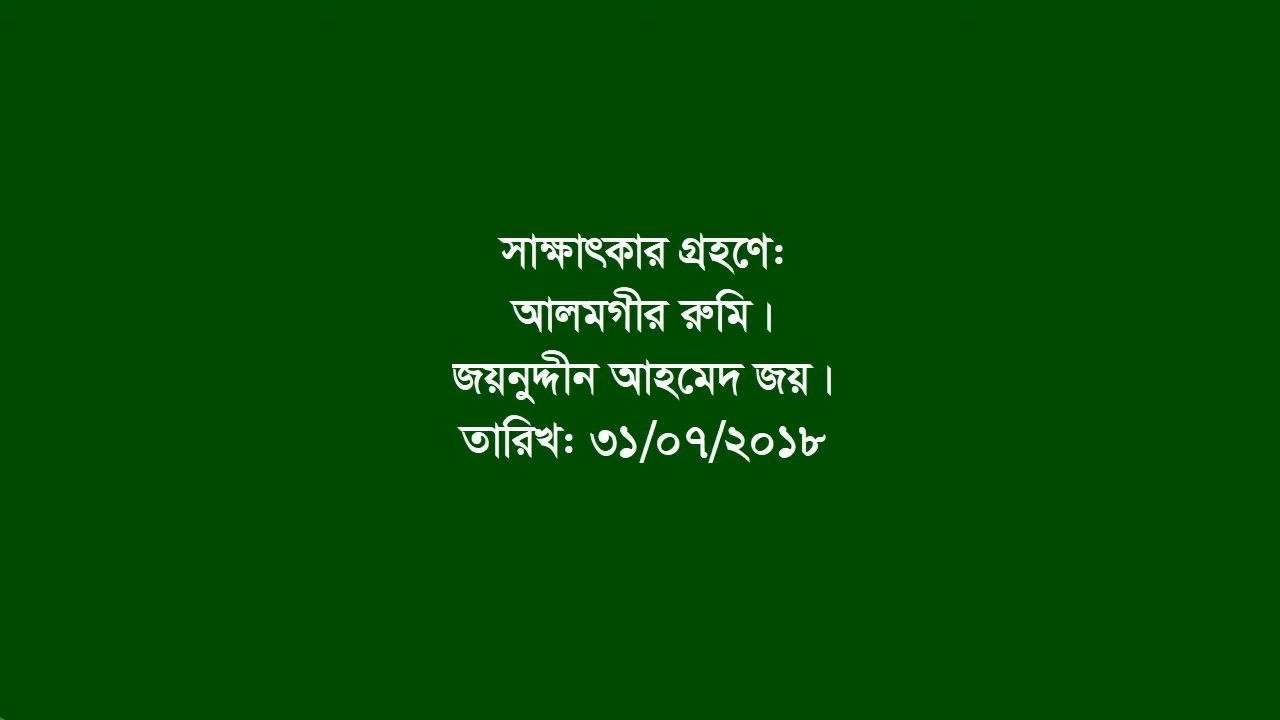 সাক্ষাৎকার গ্রহণে:
আলমগীর রুমি।
জয়নুদ্দীন আহমেদ জয়।
তারিখ: ৩১/০৭/২০১৮